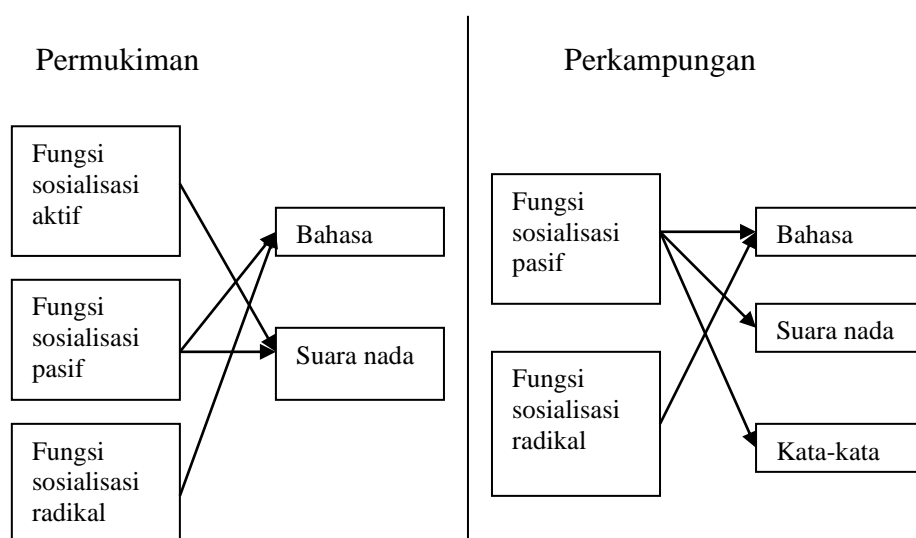 Permukiman
Fungsi
sosialisasi
aktif
Fungsi
sosialisasi
pasif
Fungsi
sosialisasi
radikal
Bahasa
Suara nada
Perkampungan
Fungsi
sosialisasi
pasif
Fungsi
sosialisasi
radikal
Bahasa
Suara nada
Kata-kata